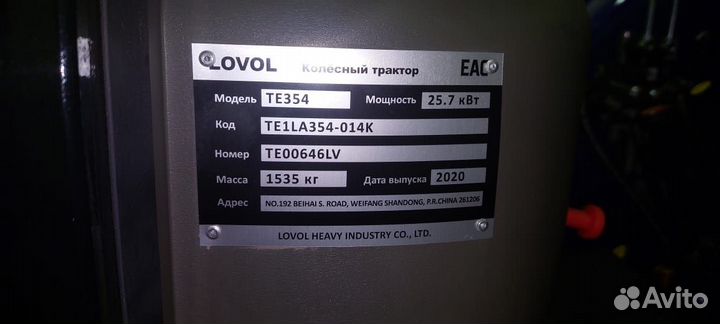 LOVOL Колесный трактор EAC
Модель TE354 Мощность 25.7 кВт
Код TE1LA354-014K
Номер TE00646LV
Масса 1535 кг Дата выпуска 2020
Адрес NO.192 BEIHAI S. ROAD, WEIFANG SHANDONG, P.R.CHINA 261206
LOVOL HEAVY INDUSTRY CO., LTD.
Avito